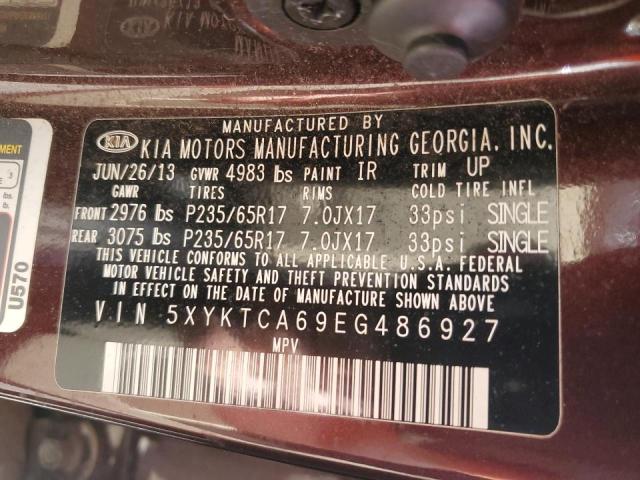 MANUFACTURED BY
KIA KIA MOTORS MANUFACTURING GEORGIA, INC.
JUN/26/13 GVWR 4983 lbs PAINT IR TRIM UP
GAWR TIRES RIMS COLD TIRE INFL
FRONT 2976 lbs P235/65R17 7.0JX17 33psi SINGLE
REAR 3075 lbs P235/65R17 7.0JX17 33psi SINGLE
THIS VEHICLE CONFORMS TO ALL APPLICABLE U.S.A. FEDERAL
MOTOR VEHICLE SAFETY AND THEFT PREVENTION STANDARDS
IN EFFECT ON THE DATE OF MANUFACTURE SHOWN ABOVE
VIN 5XYKTCA69EG486927
MPV
U570